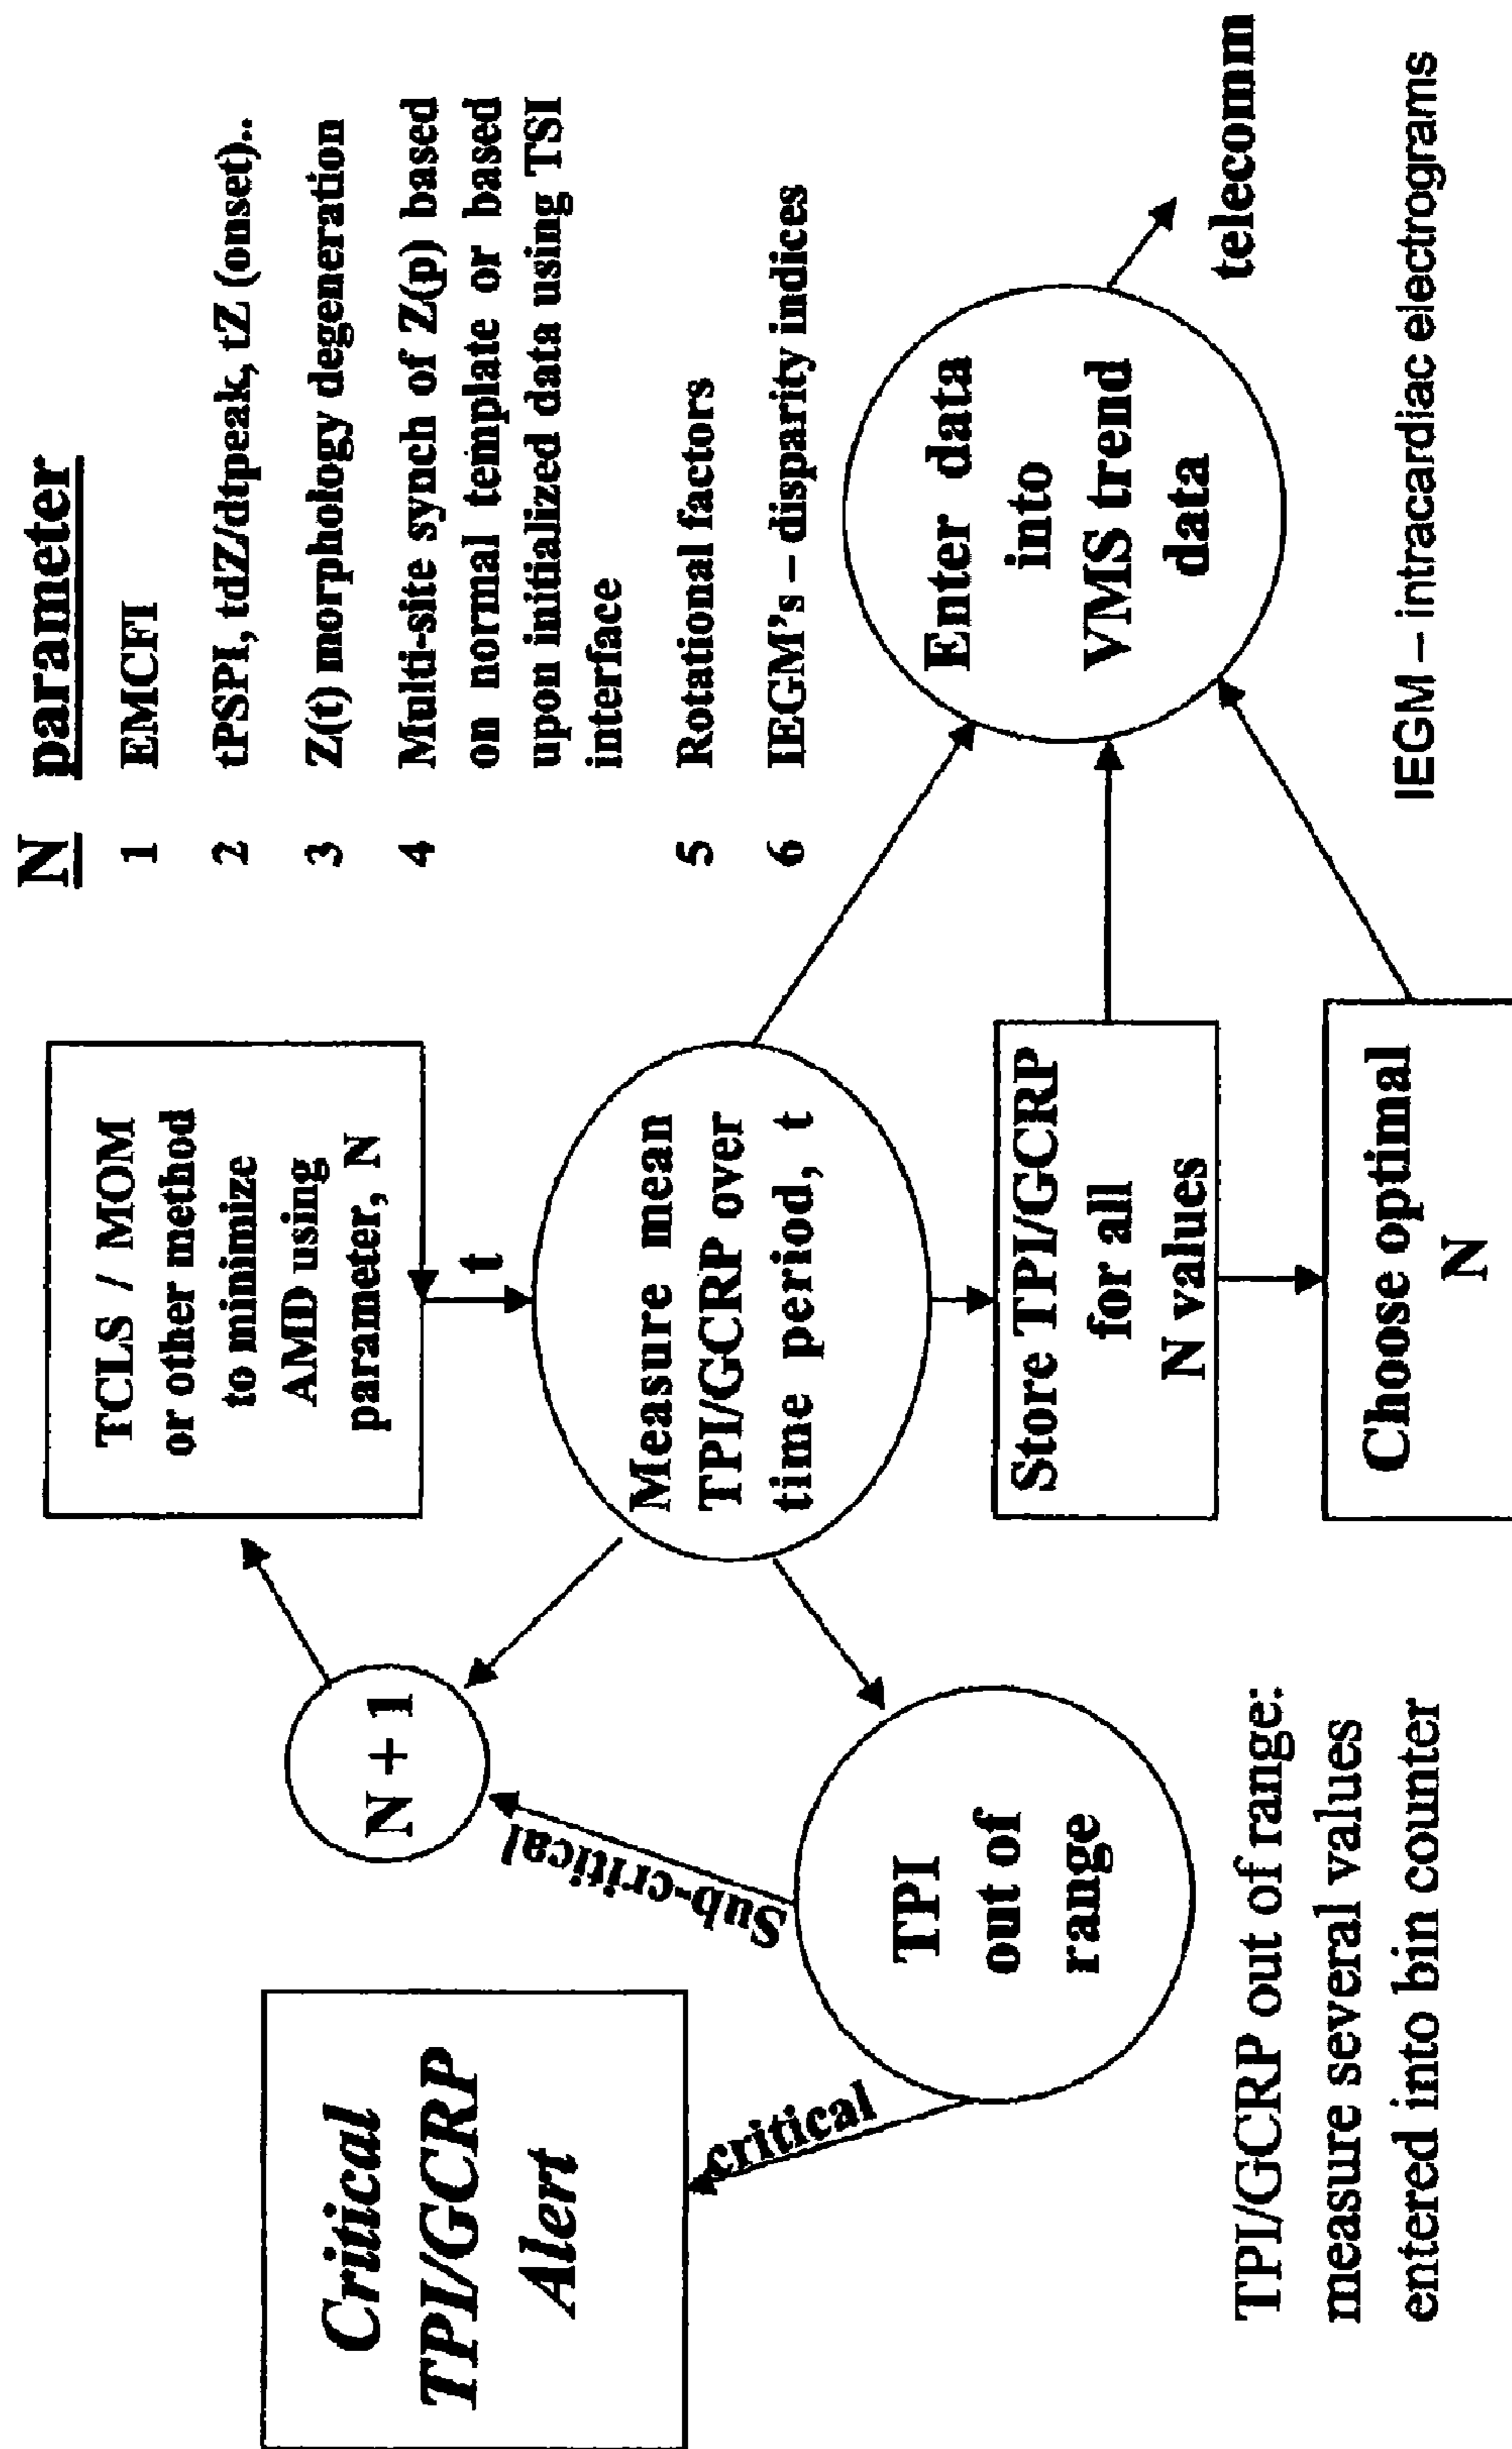 N parameter
1 EMCFI
2 tPSPI, tdZ/dtpeak, tZ (onset)..
3 Z(t) morphology degeneration
4 Multi-site synch of Z(p) based
on normal template or based
upon initialized data using TSI
interface
5 Rotational factors
6 IEGM's – disparity indices
TCLS / MOM
or other method
to minimize
AMD using
parameter, N
t
N + 1
Measure mean
TPI/GCRP over
time period, t
Critical
TPI/GCRP
Alert
critical
Sub-critical
TPI
out of
range
Store TPI/GCRP
for all
N values
Choose optimal
N
Enter data
into
VMS trend
data
telecomm
TPI/GCRP out of range:
measure several values
entered into bin counter
IEGM – intracardiac electrograms